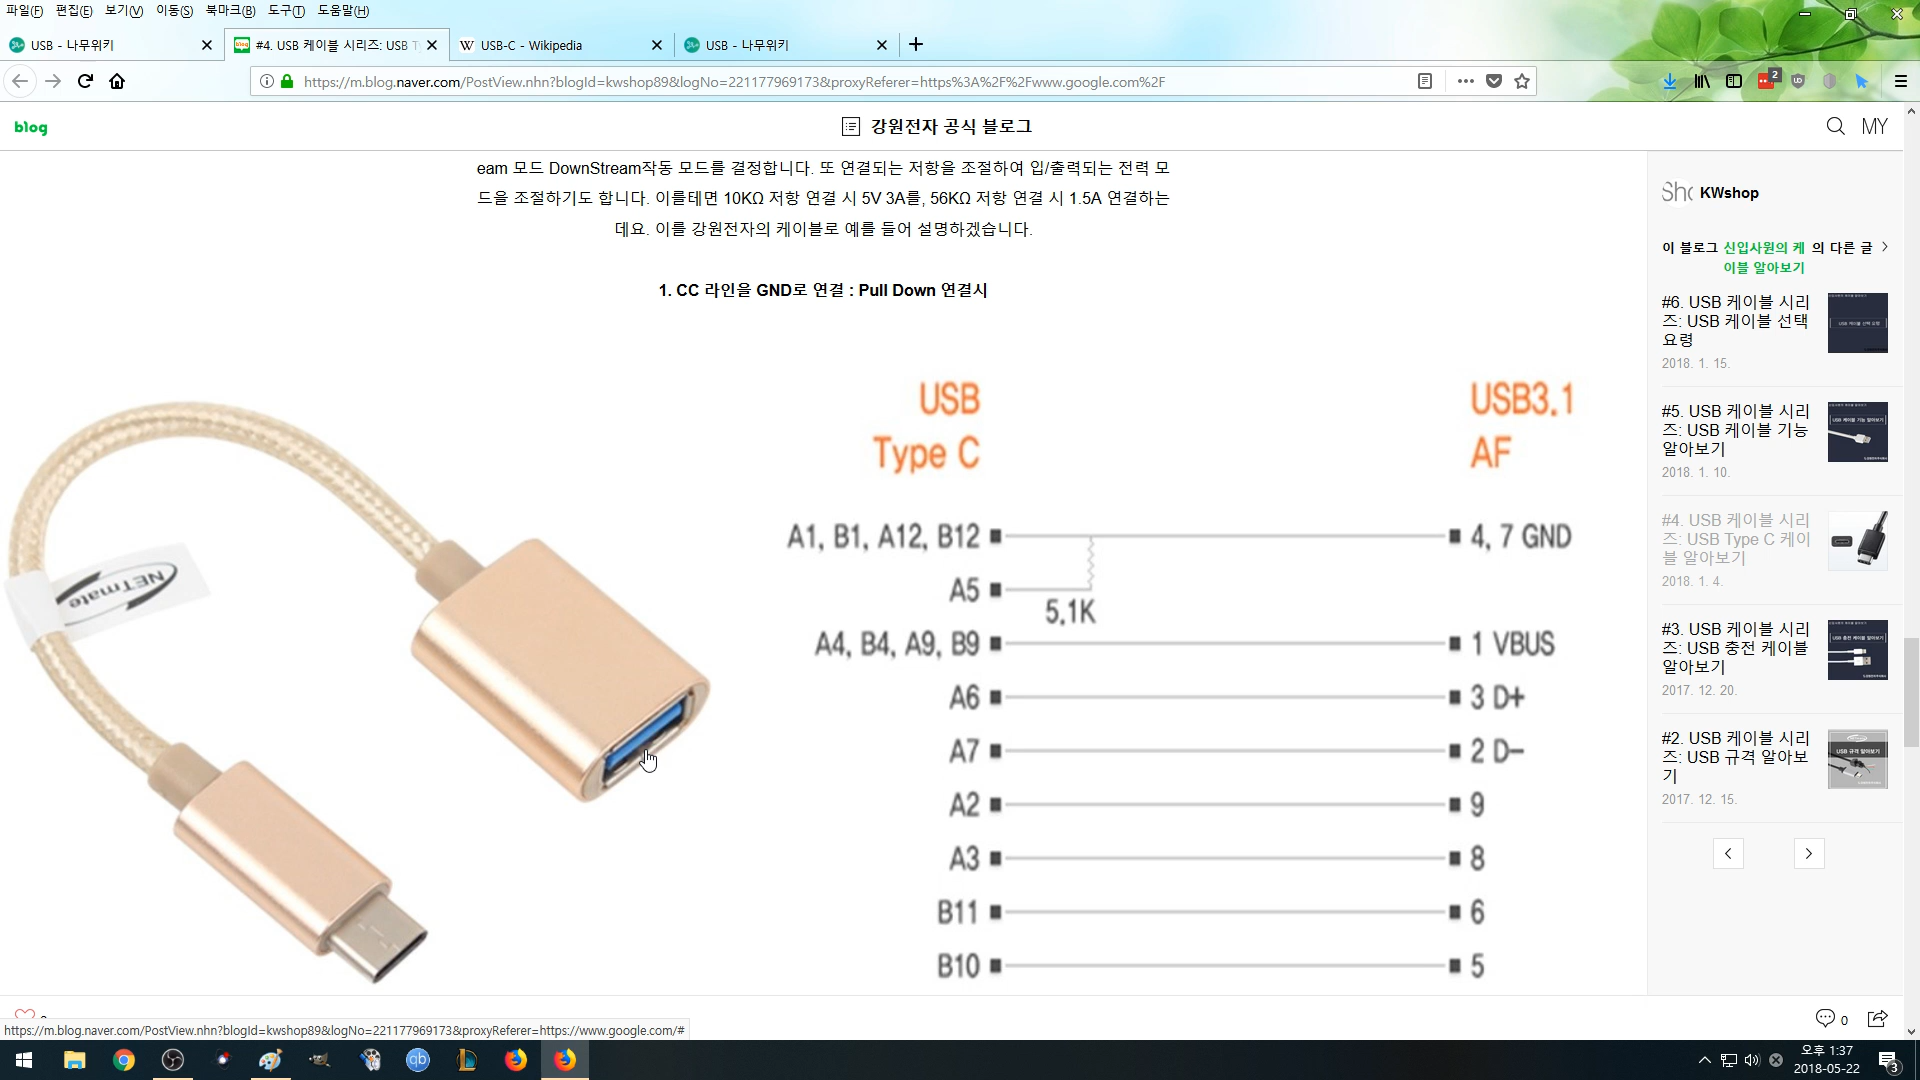 파일(F) 편집(E) 보기(V) 이동(S) 북마크(B) 도구(T) 도움말(H)
USB - 나무위키
#4. USB 케이블 시리즈: USB T
USB-C - Wikipedia
USB - 나무위키
https://m.blog.naver.com/PostView.nhn?blogId=kwshop89&logNo=221177969173&proxyReferer=https%3A%2F%2Fwww.google.com%2F
2
blog
강원전자 공식 블로그
MY
eam 모드 DownStream작동 모드를 결정합니다. 또 연결되는 저항을 조절하여 입/출력되는 전력 모
드을 조절하기도 합니다. 이를테면 10KΩ 저항 연결 시 5V 3A를, 56KΩ 저항 연결 시 1.5A 연결하는
데요. 이를 강원전자의 케이블로 예를 들어 설명하겠습니다.
1. CC 라인을 GND로 연결 : Pull Down 연결시
USB
Type C
USB3.1
AF
A1, B1, A12, B12
4, 7 GND
A5
5.1K
A4, B4, A9, B9
1 VBUS
A6
3 D+
A7
2 D-
A2
9
A3
8
B11
6
B10
5
NETmate
Sho
KWshop
이 블로그 신입사원의 케이블 알아보기 의 다른 글
#6. USB 케이블 시리
즈: USB 케이블 선택
요령
2018. 1. 15.
#5. USB 케이블 시리
즈: USB 케이블 기능
알아보기
2018. 1. 10.
#4. USB 케이블 시리
즈: USB Type C 케이
블 알아보기
2018. 1. 4.
#3. USB 케이블 시리
즈: USB 충전 케이블
알아보기
2017. 12. 20.
#2. USB 케이블 시리
즈: USB 규격 알아보
기
2017. 12. 15.
0
https://m.blog.naver.com/PostView.nhn?blogId=kwshop89&logNo=221177969173&proxyReferer=https://www.google.com/#
오후 1:37
2018-05-22
3